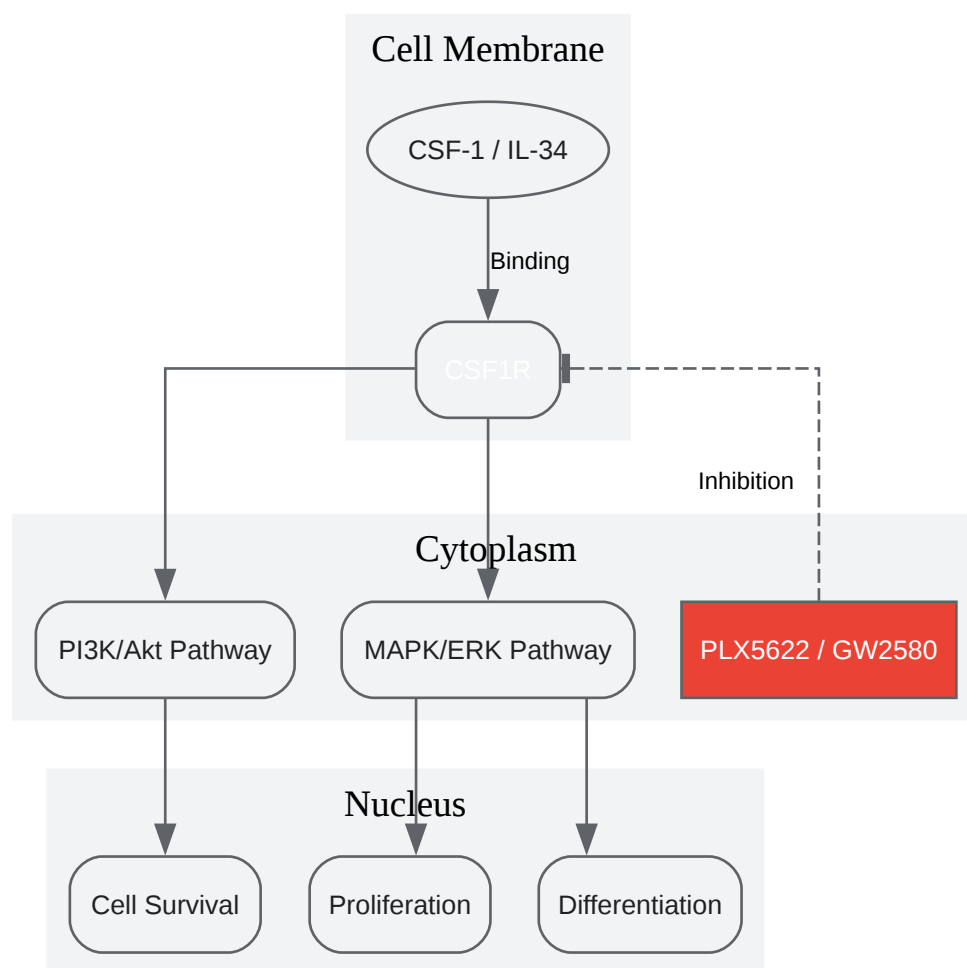 Cell Membrane
CSF-1 / IL-34
Binding
CSF1R
Inhibition
Cytoplasm
PI3K/Akt Pathway
MAPK/ERK Pathway
PLX5622 / GW2580
Nucleus
Cell Survival
Proliferation
Differentiation